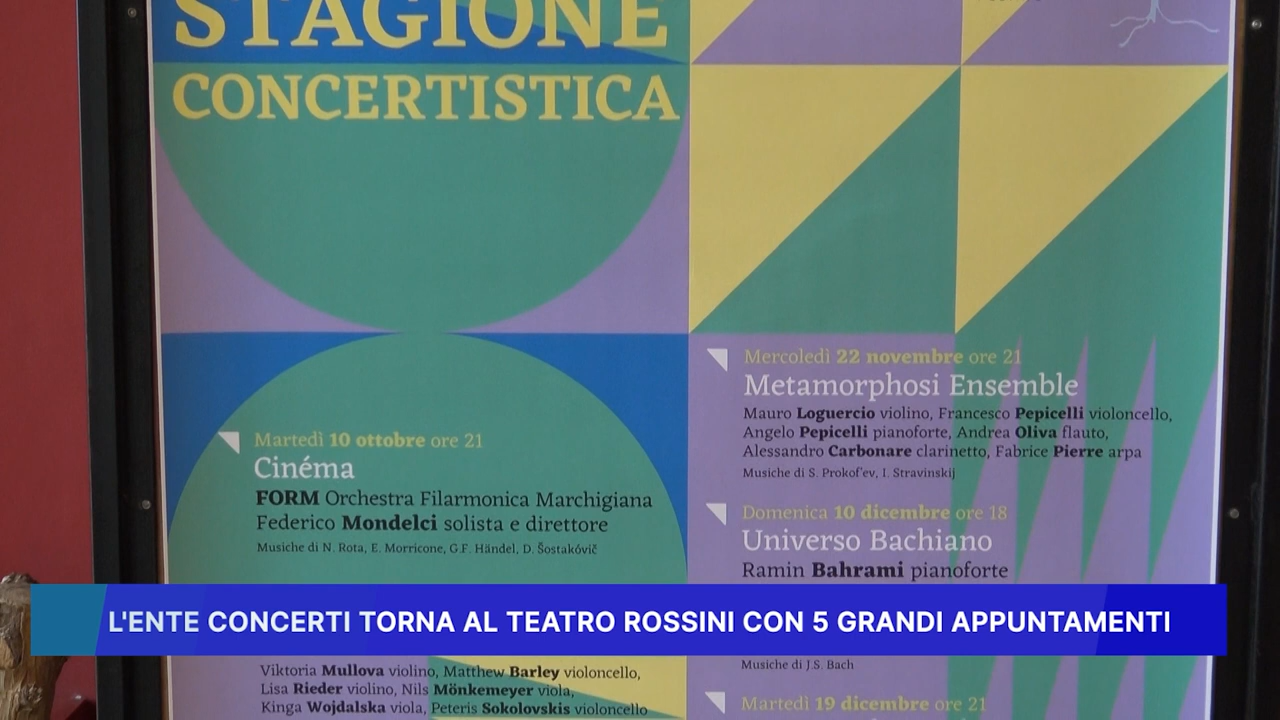 STAGIONE
CONCERTISTICA
Martedì 10 ottobre ore 21
Cinéma
FORM Orchestra Filarmonica Marchigiana
Federico Mondelci solista e direttore
Musiche di N. Rota, E. Morricone, G.F. Händel, D. Šostakóvič
Mercoledì 22 novembre ore 21
Metamorphosi Ensemble
Mauro Loguercio violino, Francesco Pepicelli violoncello,
Angelo Pepicelli pianoforte, Andrea Oliva flauto,
Alessandro Carbonare clarinetto, Fabrice Pierre arpa
Musiche di S. Prokof'ev, I. Stravinskij
Domenica 10 dicembre ore 18
Universo Bachiano
Ramin Bahrami pianoforte
L'ENTE CONCERTI TORNA AL TEATRO ROSSINI CON 5 GRANDI APPUNTAMENTI
Viktoria Mullova violino, Matthew Barley violoncello,
Lisa Rieder violino, Nils Mönkemeyer viola,
Kinga Wojdalska viola, Peteris Sokolovskis violoncello
Musiche di J.S. Bach
Martedì 19 dicembre ore 21